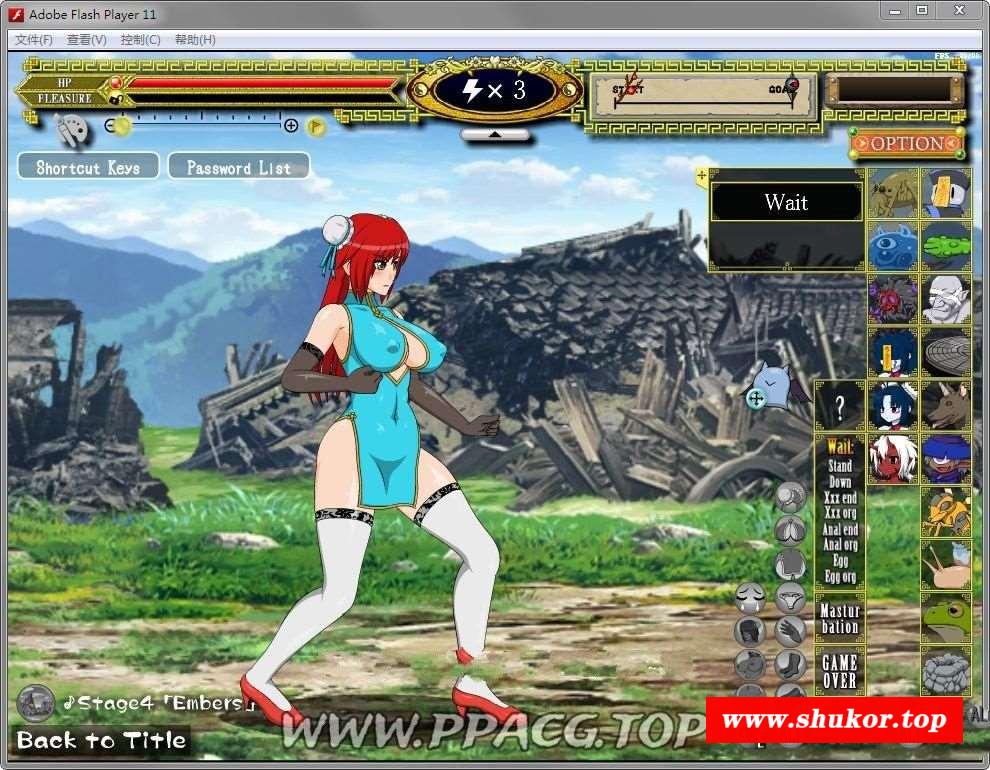 Adobe Flash Player 11
文件(F) 查看(V) 控制(C) 帮助(H)
HP
PLEASURE
× 3
START
GOAL
OPTION
Shortcut Keys
Password List
Wait
?
Wait:
Stand
Down
Xxx end
Xxx org
Anal end
Anal org
Egg
Egg org
Mastur
bation
GAME
OVER
♪Stage4「Embers」
Back to Title
WWW.PPACG.TOP
www.shukor.top